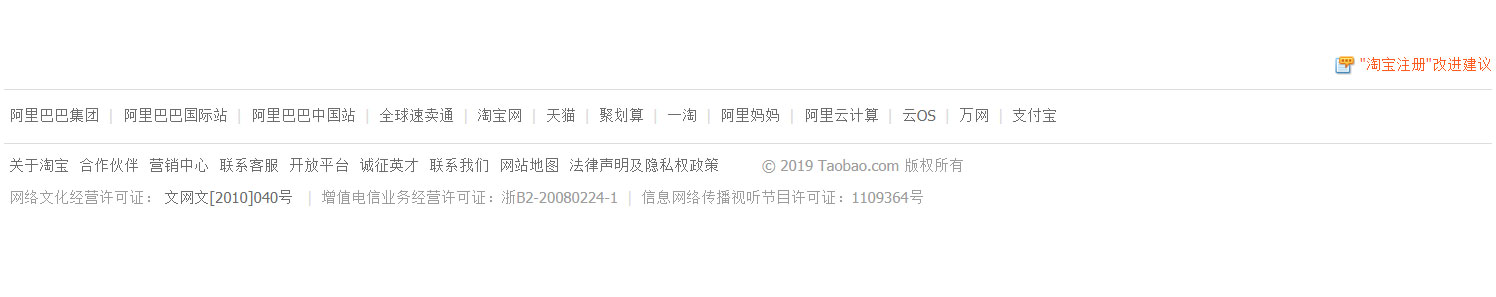 "淘宝注册"改进建议
阿里巴巴集团 | 阿里巴巴国际站 | 阿里巴巴中国站 | 全球速卖通 | 淘宝网 | 天猫 | 聚划算 | 一淘 | 阿里妈妈 | 阿里云计算 | 云OS | 万网 | 支付宝
关于淘宝 合作伙伴 营销中心 联系客服 开放平台 诚征英才 联系我们 网站地图 法律声明及隐私权政策 © 2019 Taobao.com 版权所有
网络文化经营许可证： 文网文[2010]040号 | 增值电信业务经营许可证：浙B2-20080224-1 | 信息网络传播视听节目许可证：1109364号